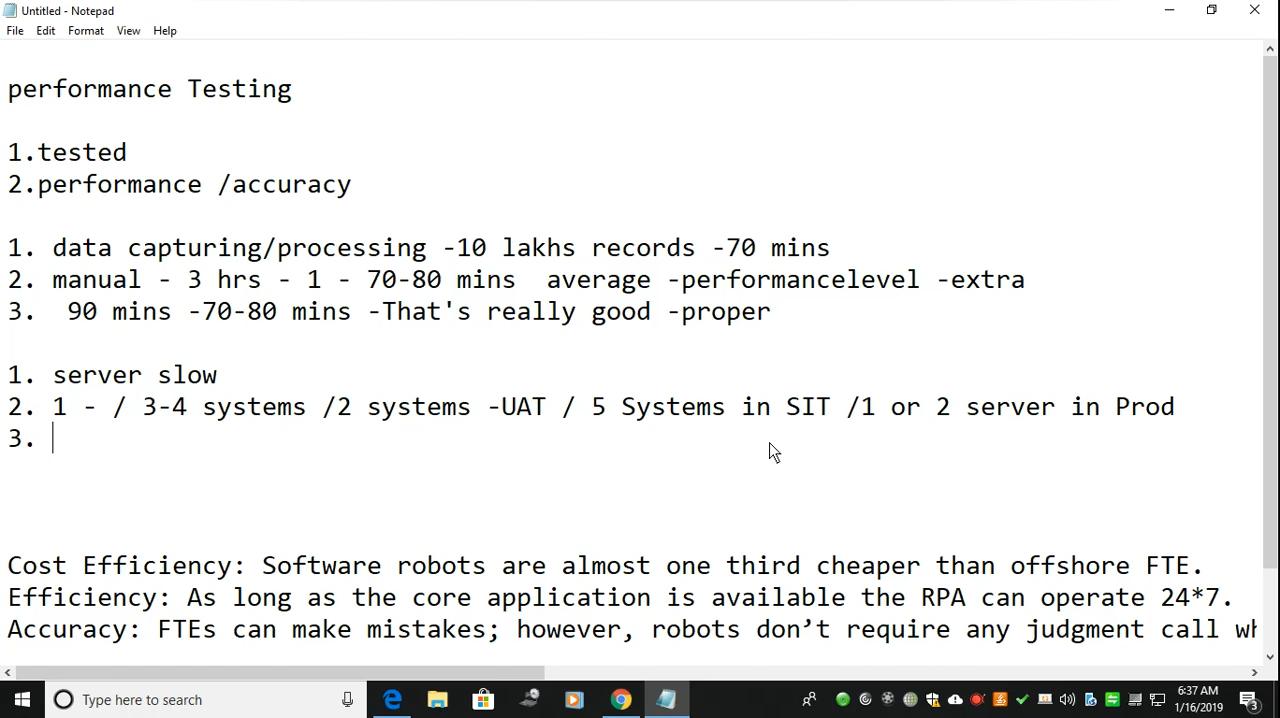 Untitled - Notepad
File Edit Format View Help
performance Testing
1.tested
2.performance /accuracy
1. data capturing/processing -10 lakhs records -70 mins
2. manual - 3 hrs - 1 - 70-80 mins  average -performancelevel -extra
3.  90 mins -70-80 mins -That's really good -proper
1. server slow
2. 1 - / 3-4 systems /2 systems -UAT / 5 Systems in SIT /1 or 2 server in Prod
3.
Cost Efficiency: Software robots are almost one third cheaper than offshore FTE.
Efficiency: As long as the core application is available the RPA can operate 24*7.
Accuracy: FTEs can make mistakes; however, robots don’t require any judgment call
Type here to search
6:37 AM
1/16/2019
3